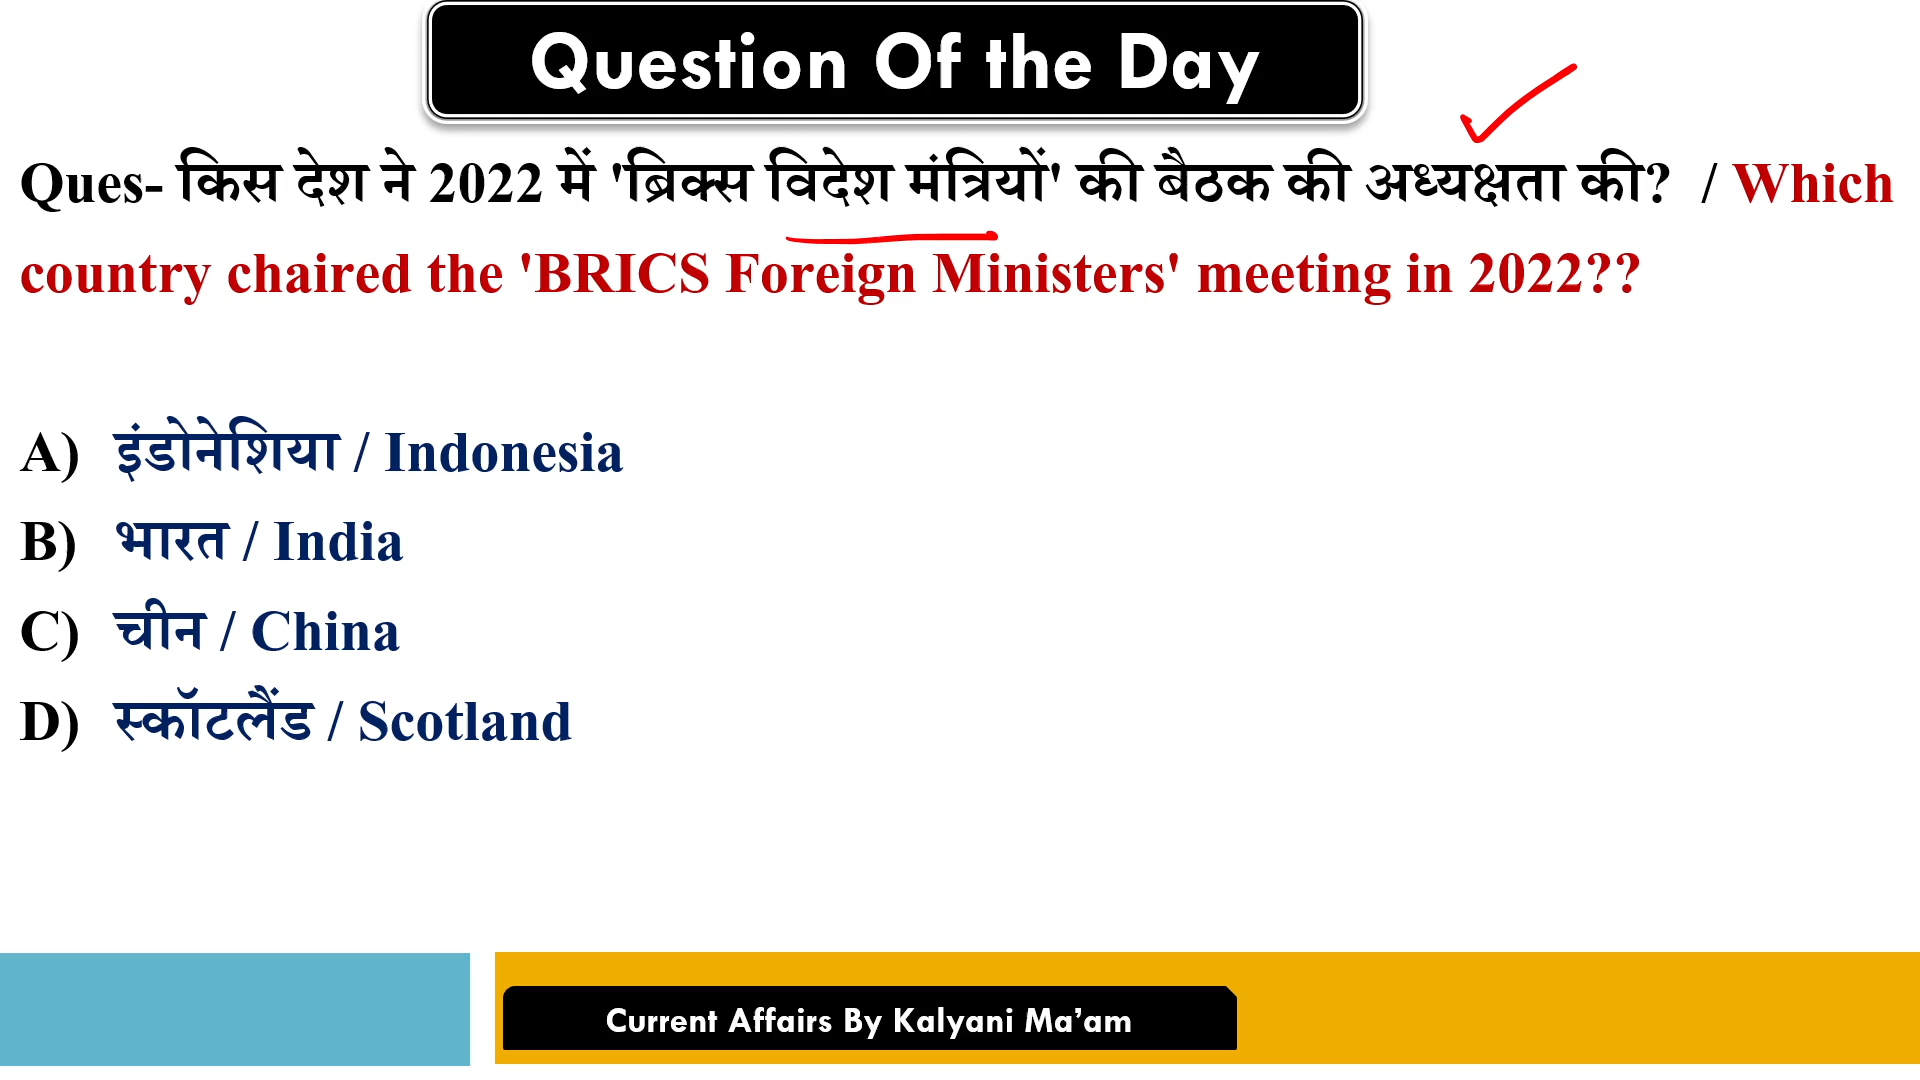 Question Of the Day
Ques- किस देश ने 2022 में 'ब्रिक्स विदेश मंत्रियों' की बैठक की अध्यक्षता की? / Which
country chaired the 'BRICS Foreign Ministers' meeting in 2022??
A) इंडोनेशिया / Indonesia
B) भारत / India
C) चीन / China
D) स्कॉटलैंड / Scotland
Current Affairs By Kalyani Ma’am